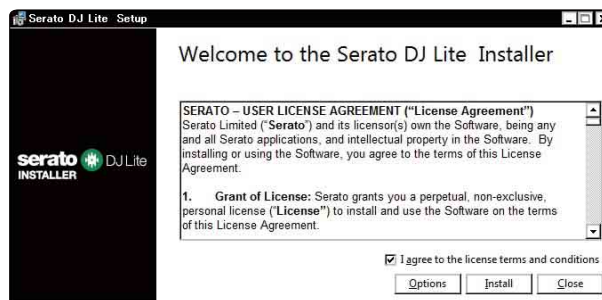 Serato DJ Lite Setup
Welcome to the Serato DJ Lite Installer
SERATO – USER LICENSE AGREEMENT ("License Agreement")
Serato Limited ("Serato") and its licensor(s) own the Software, being any
and all Serato applications, and intellectual property in the Software. By
installing or using the Software, you agree to the terms of this License
Agreement.
1. Grant of License: Serato grants you a perpetual, non-exclusive,
personal license ("License") to install and use the Software on the terms
of this License Agreement.
serato DJ Lite
INSTALLER
I agree to the license terms and conditions
Options Install Close